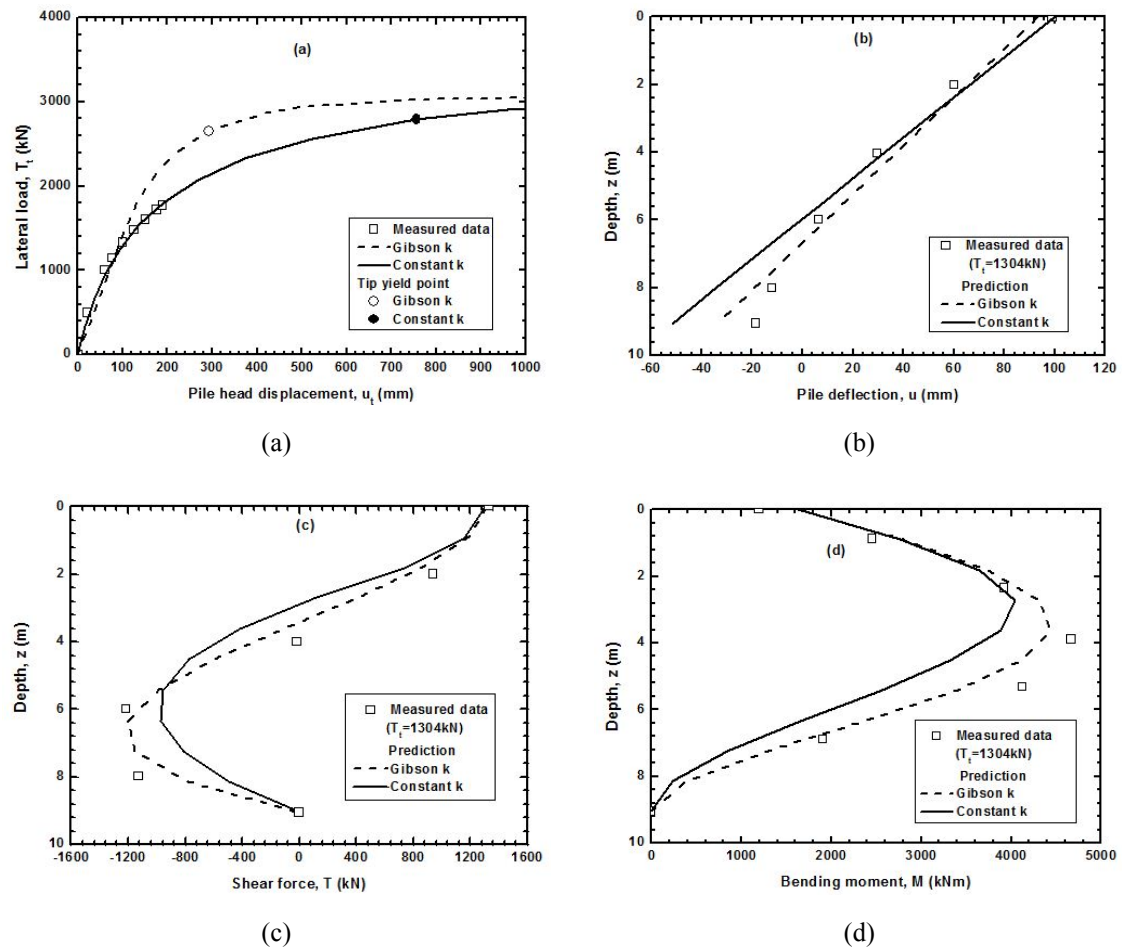 4000
3000
2000
1000
0
0 100 200 300 400 500 600 700 800 900 1000
Lateral load, T_t (kN)
Pile head displacement, u_t (mm)
(a)
Measured data
Gibson k
Constant k
Tip yield point
Gibson k
Constant k
(a)
0
2
4
6
8
10
-60 -40 -20 0 20 40 60 80 100 120
Depth, z (m)
Pile deflection, u (mm)
(b)
Measured data
(T_t=1304kN)
Prediction
Gibson k
Constant k
(b)
0
2
4
6
8
10
-1600 -1200 -800 -400 0 400 800 1200 1600
Depth, z (m)
Shear force, T (kN)
(c)
Measured data
(T_t=1304kN)
Prediction
Gibson k
Constant k
(c)
0
2
4
6
8
10
0 1000 2000 3000 4000 5000
Depth, z (m)
Bending moment, M (kNm)
(d)
Measured data
(T_t=1304kN)
Prediction
Gibson k
Constant k
(d)